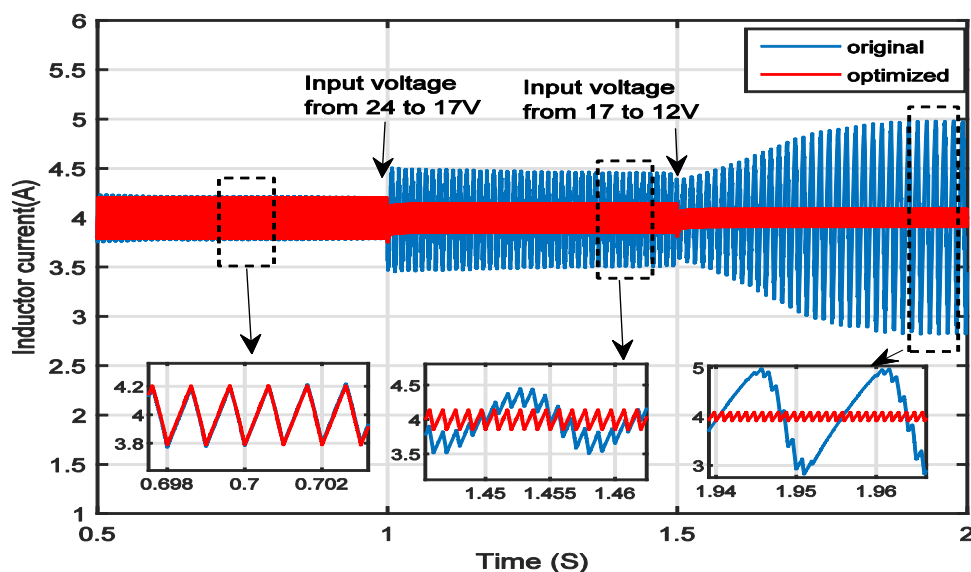 6
5.5
5
4.5
4
3.5
3
2.5
2
1.5
1
Inductor current(A)
original
optimized
Input voltage
from 24 to 17V
Input voltage
from 17 to 12V
4.2
4
3.8
0.698 0.7 0.702
4.5
4
3.5
1.45 1.455 1.46
5
4
3
1.94 1.95 1.96
0.5 1 1.5 2
Time (S)